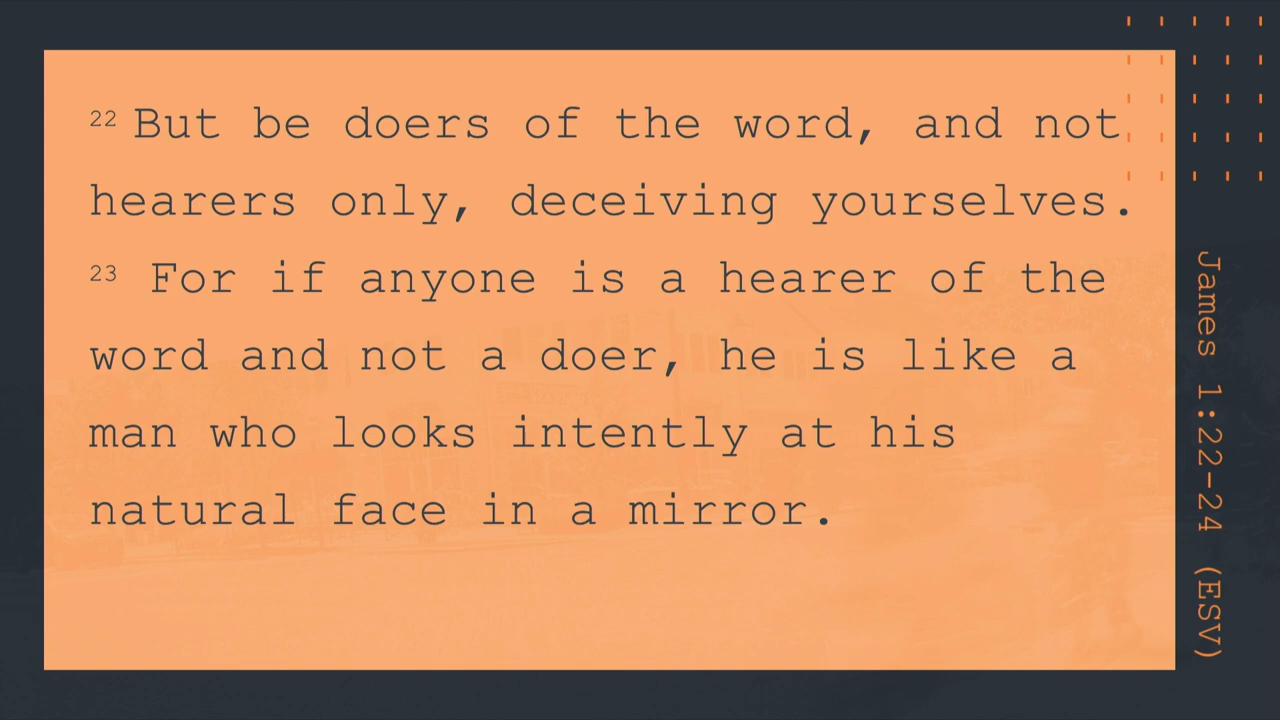 22 But be doers of the word, and not
hearers only, deceiving yourselves.
23 For if anyone is a hearer of the
word and not a doer, he is like a
man who looks intently at his
natural face in a mirror.
James 1:22-24 (ESV)